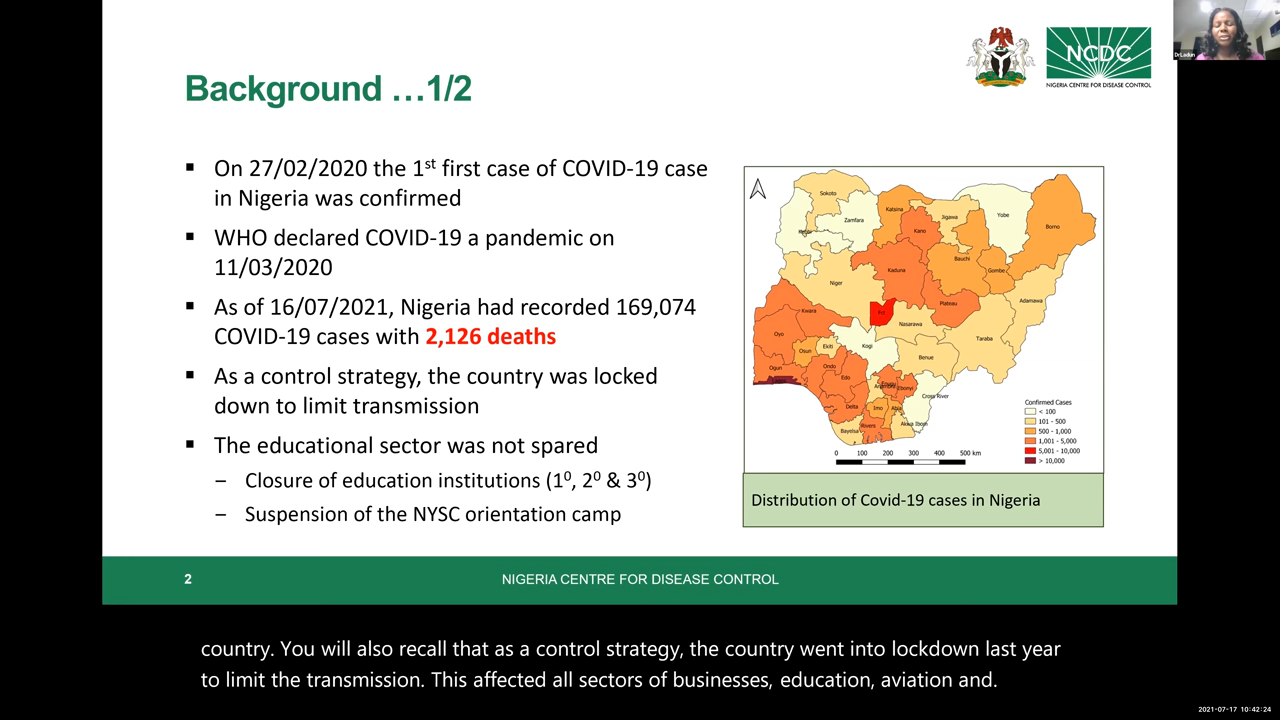 NCDC
NIGERIA CENTRE FOR DISEASE CONTROL
DrLadun
Background …1/2
▪ On 27/02/2020 the 1st first case of COVID-19 case
in Nigeria was confirmed
▪ WHO declared COVID-19 a pandemic on
11/03/2020
▪ As of 16/07/2021, Nigeria had recorded 169,074
COVID-19 cases with 2,126 deaths
▪ As a control strategy, the country was locked
down to limit transmission
▪ The educational sector was not spared
– Closure of education institutions (1⁰, 2⁰ & 3⁰)
– Suspension of the NYSC orientation camp
Sokoto
Zamfara
Katsina
Jigawa
Yobe
Borno
Kano
Bauchi
Gombe
Kaduna
Niger
Adamawa
Plateau
Kwara
Nasarawa
Oyo
Taraba
Osun
Ekiti
Kogi
Benue
Ogun
Ondo
Edo
Ebonyi
Cross River
Delta
Imo
Abia
Rivers
Akwa Ibom
Bayelsa
Confirmed Cases
< 100
101 - 500
500 - 1,000
1,001 - 5,000
5,001 - 10,000
> 10,000
0 100 200 300 400 500 km
Distribution of Covid-19 cases in Nigeria
2
NIGERIA CENTRE FOR DISEASE CONTROL
country. You will also recall that as a control strategy, the country went into lockdown last year
to limit the transmission. This affected all sectors of businesses, education, aviation and.
2021-07-17 10:42:24